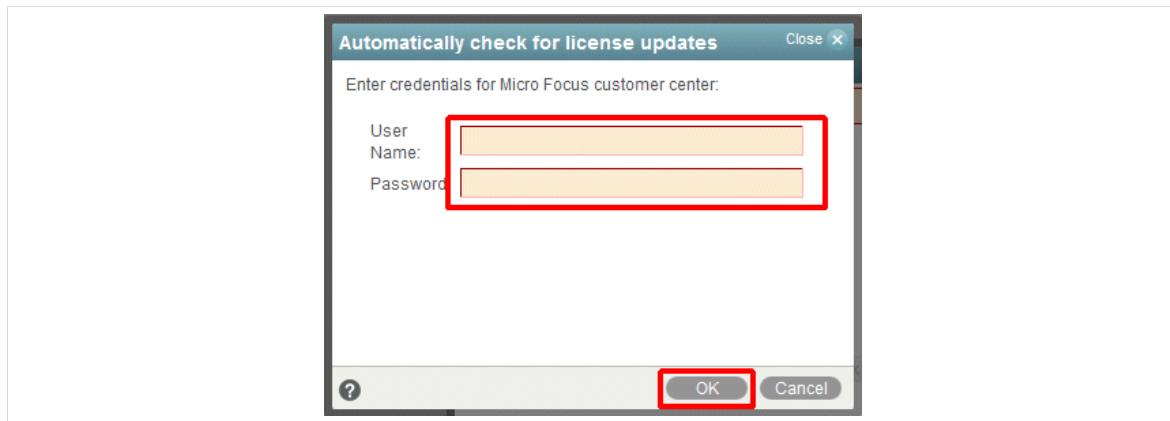 Automatically check for license updates
Close
Enter credentials for Micro Focus customer center:
User
Name:
Password
OK
Cancel